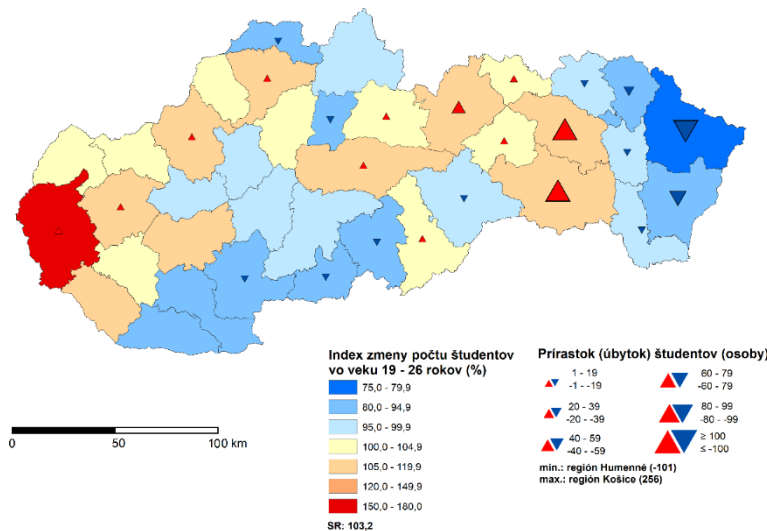 Index zmeny počtu študentov
vo veku 19 - 26 rokov (%)
75,0 - 79,9
80,0 - 94,9
95,0 - 99,9
100,0 - 104,9
105,0 - 119,9
120,0 - 149,9
150,0 - 180,0
SR: 103,2
Prírastok (úbytok) študentov (osoby)
1 - 19
-1 - -19
20 - 39
-20 - -39
40 - 59
-40 - -59
60 - 79
-60 - 79
80 - 99
-80 - -99
≥ 100
≤ -100
min.: región Humenné (-101)
max.: región Košice (256)
0 50 100 km